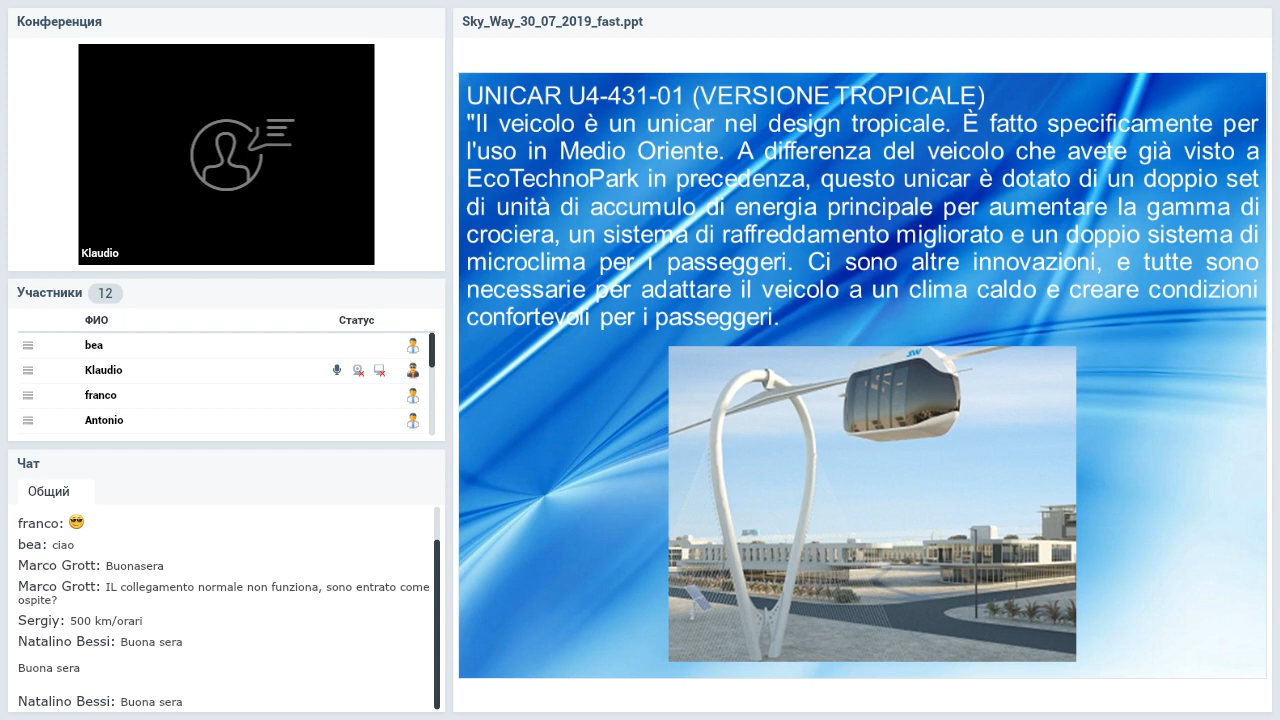 Конференция
Klaudio
Участники 12
ФИО Статус
bea
Klaudio
franco
Antonio
Чат
Общий
franco:
bea: ciao
Marco Grott: Buonasera
Marco Grott: IL collegamento normale non funziona, sono entrato come
ospite?
Sergiy: 500 km/orari
Natalino Bessi: Buona sera
Buona sera
Natalino Bessi: Buona sera
Sky_Way_30_07_2019_fast.ppt
UNICAR U4-431-01 (VERSIONE TROPICALE)
"Il veicolo è un unicar nel design tropicale. È fatto specificamente per
l'uso in Medio Oriente. A differenza del veicolo che avete già visto a
EcoTechnoPark in precedenza, questo unicar è dotato di un doppio set
di unità di accumulo di energia principale per aumentare la gamma di
crociera, un sistema di raffreddamento migliorato e un doppio sistema di
microclima per i passeggeri. Ci sono altre innovazioni, e tutte sono
necessarie per adattare il veicolo a un clima caldo e creare condizioni
confortevoli per i passeggeri.